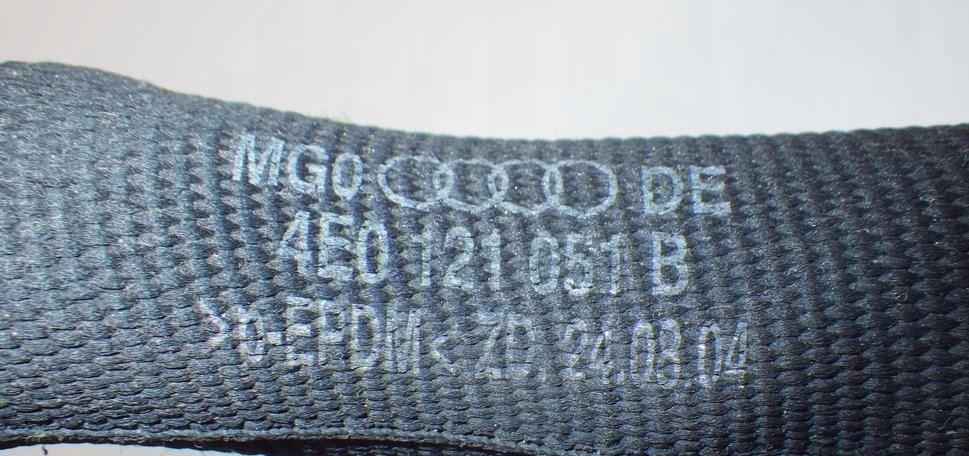 MGO DE
4E0 121 051 B
>p-EPDM< ZD. 24.08.04